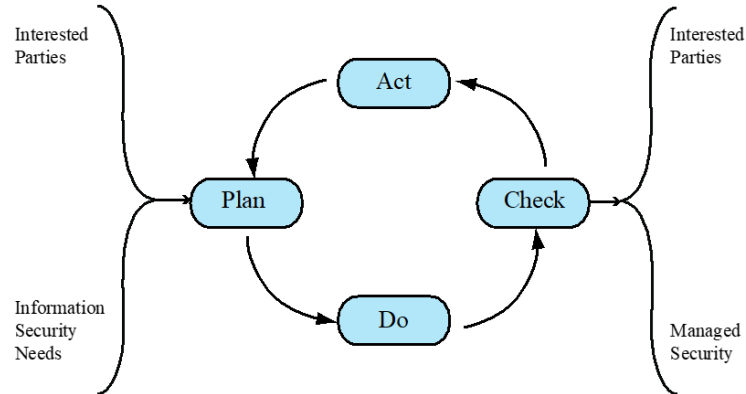 Interested
Parties
Interested
Parties
Act
Plan
Check
Do
Information
Security
Needs
Managed
Security